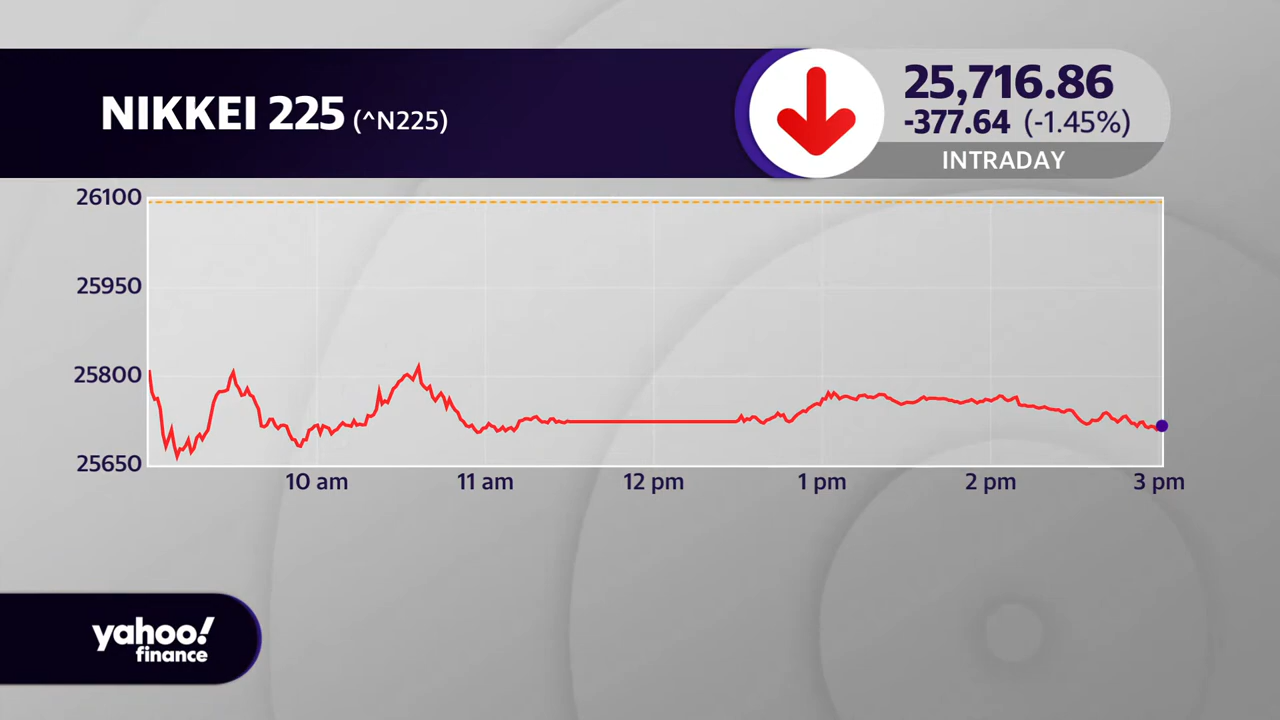 NIKKEI 225 (^N225)
25,716.86
-377.64 (-1.45%)
INTRADAY
26100
25950
25800
25650
10 am 11 am 12 pm 1 pm 2 pm 3 pm
yahoo!
finance